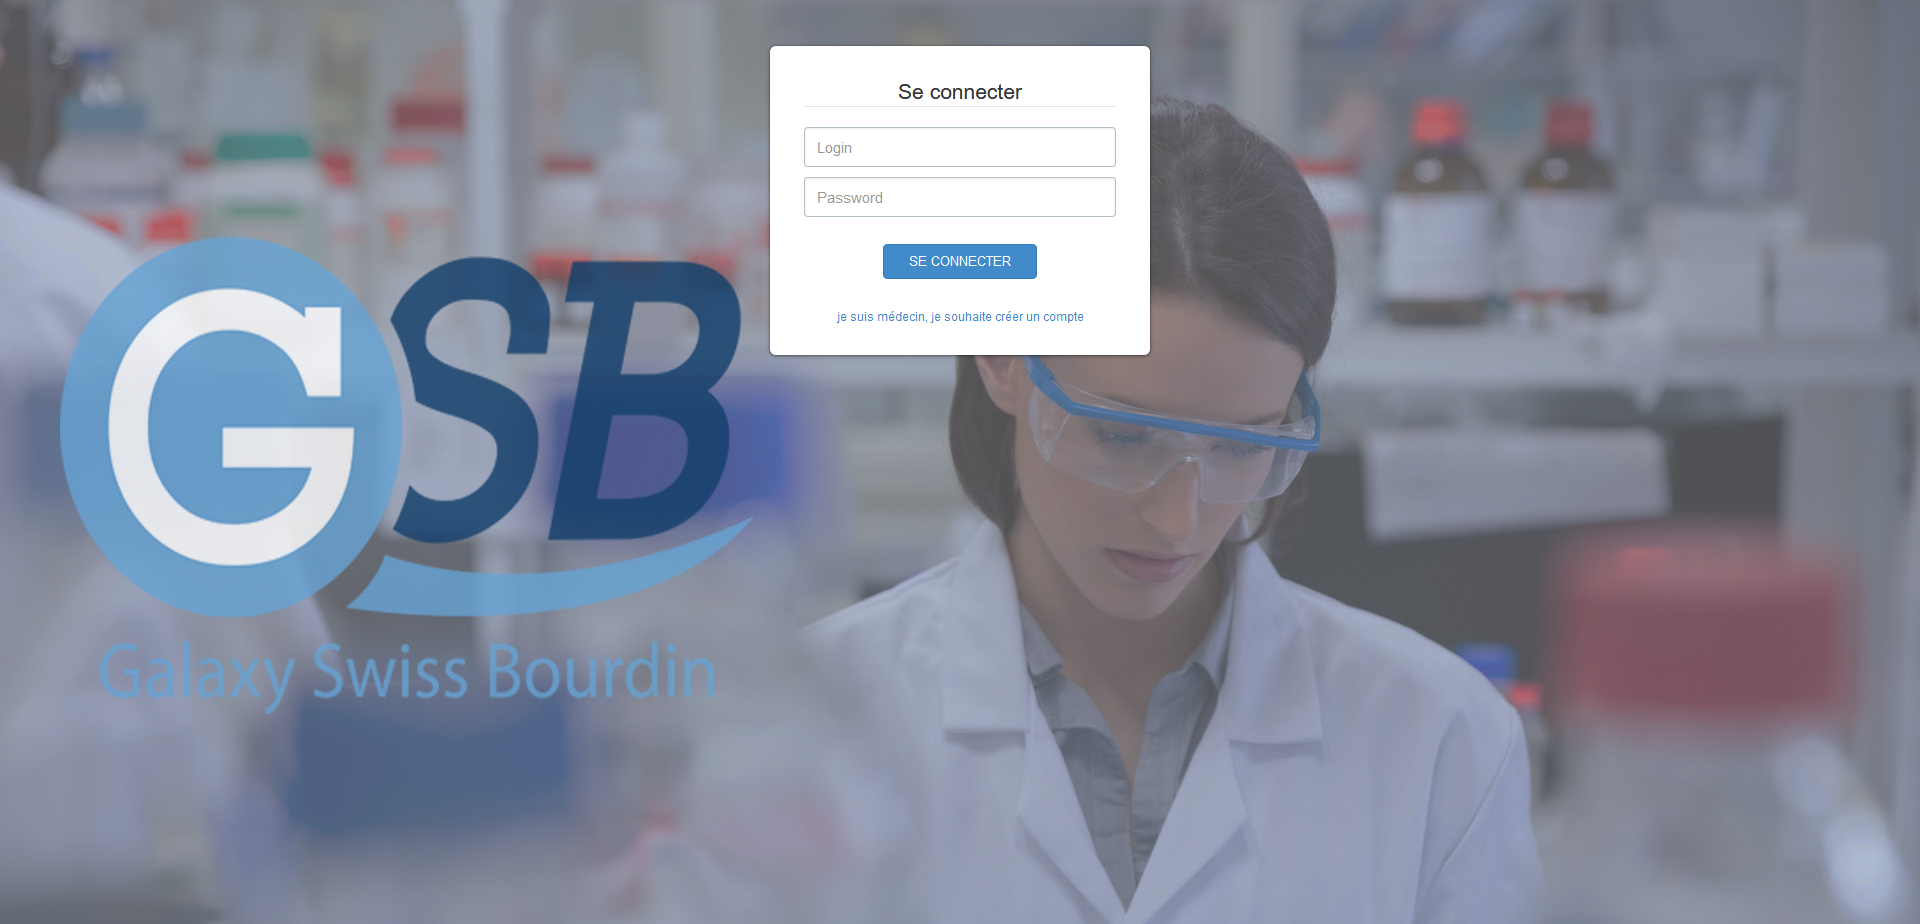 Se connecter
Login
Password
SE CONNECTER
je suis médecin, je souhaite créer un compte
GSB
Galaxy Swiss Bourdin